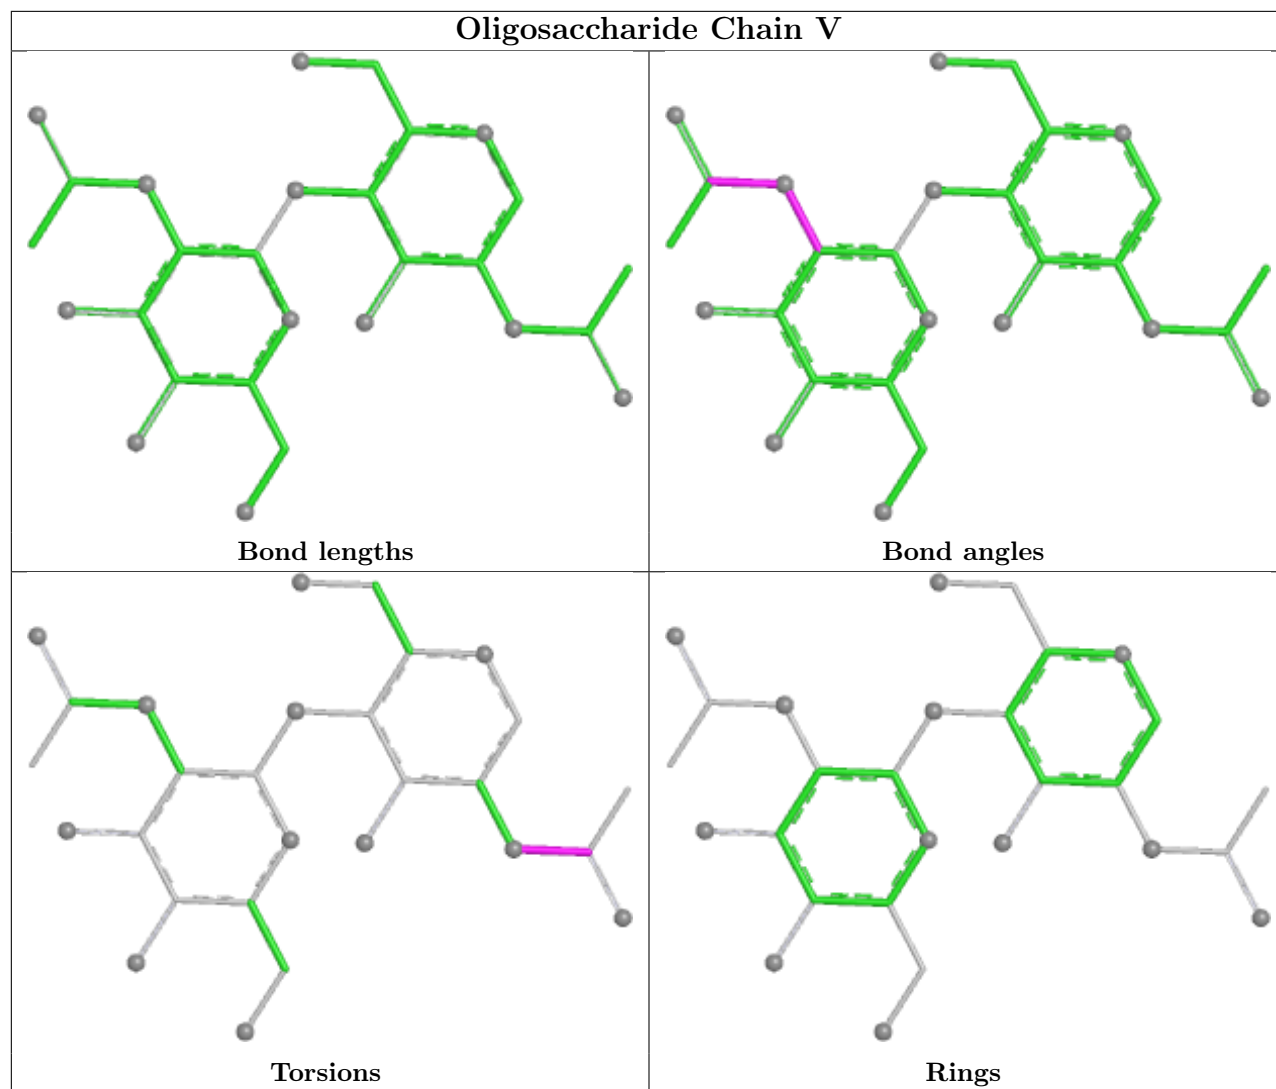 Oligosaccharide Chain V
Bond lengths
Bond angles
Torsions
Rings